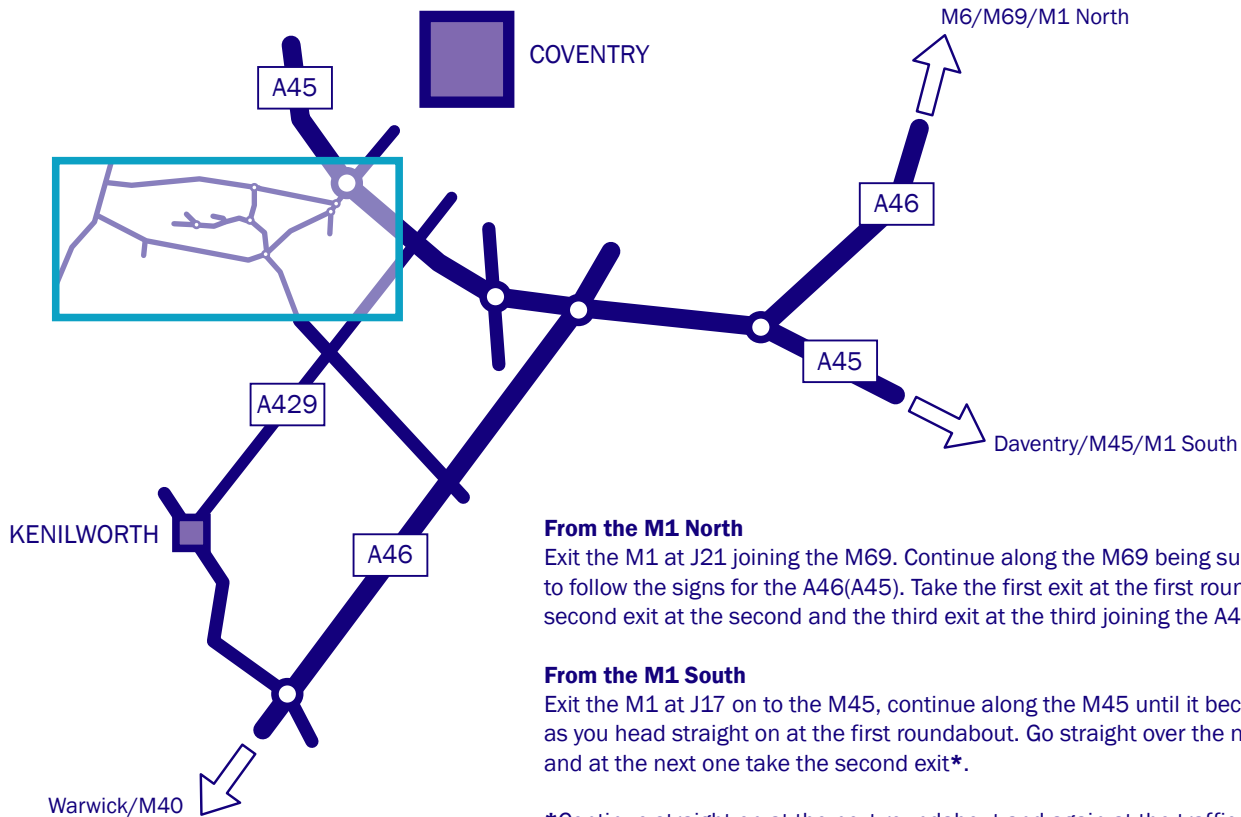 M6/M69/M1 North
COVENTRY
A45
A46
A45
A429
Daventry/M45/M1 South
KENILWORTH
A46
Warwick/M40
From the M1 North
Exit the M1 at J21 joining the M69. Continue along the M69 being
to follow the signs for the A46(A45). Take the first exit at the first
second exit at the second and the third exit at the third joining the
From the M1 South
Exit the M1 at J17 on to the M45, continue along the M45 until it
as you head straight on at the first roundabout. Go straight over the
and at the next one take the second exit*.